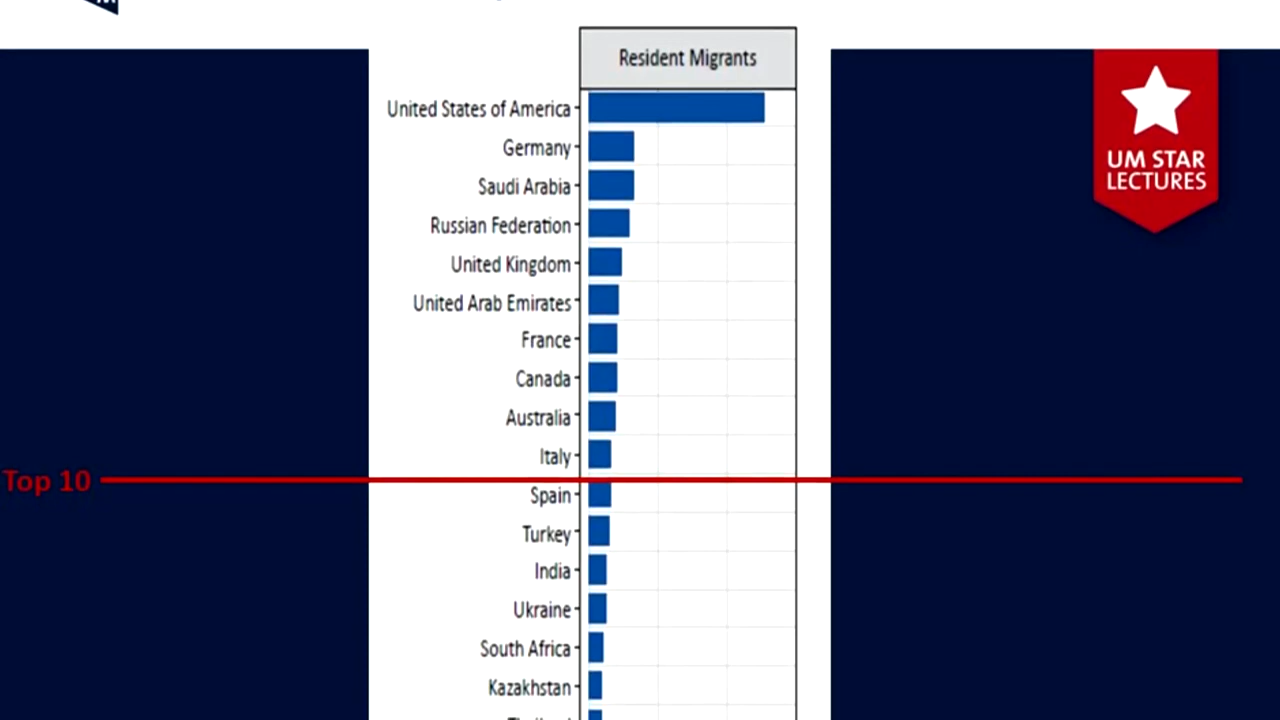 Resident Migrants
United States of America
Germany
Saudi Arabia
Russian Federation
United Kingdom
United Arab Emirates
France
Canada
Australia
Italy
Top 10
Spain
Turkey
India
Ukraine
South Africa
Kazakhstan
UM STAR
LECTURES